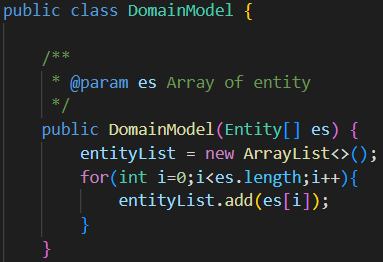 public class DomainModel {
/**
* @param es Array of entity
*/
public DomainModel(Entity[] es) {
entityList = new ArrayList<>();
for(int i=0;i<es.length;i++){
entityList.add(es[i]);
}
}